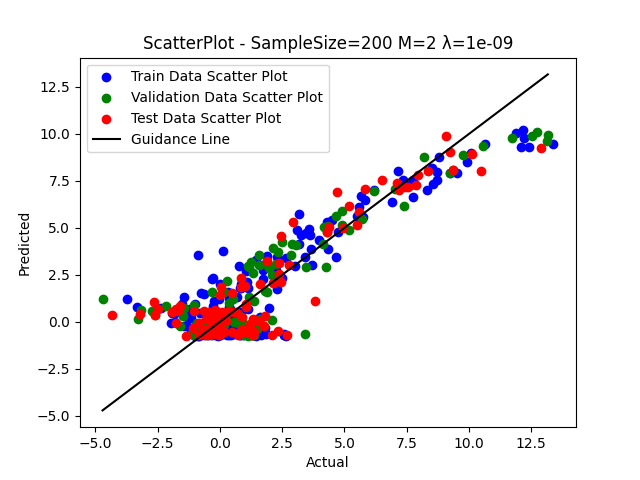 ScatterPlot - SampleSize=200 M=2 λ=1e-09
Train Data Scatter Plot
Validation Data Scatter Plot
Test Data Scatter Plot
Guidance Line
Predicted
12.5
10.0
7.5
5.0
2.5
0.0
−2.5
−5.0
−5.0 −2.5 0.0 2.5 5.0 7.5 10.0 12.5
Actual